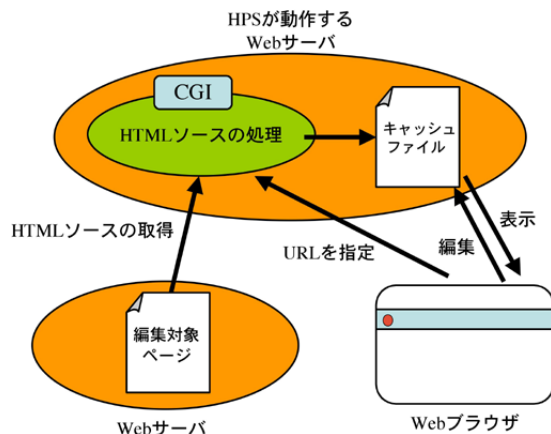 HPSが動作する
Webサーバ
CGI
HTMLソースの処理
キャッシュ
ファイル
HTMLソースの取得
URLを指定
編集
表示
編集対象
ページ
Webサーバ
Webブラウザ